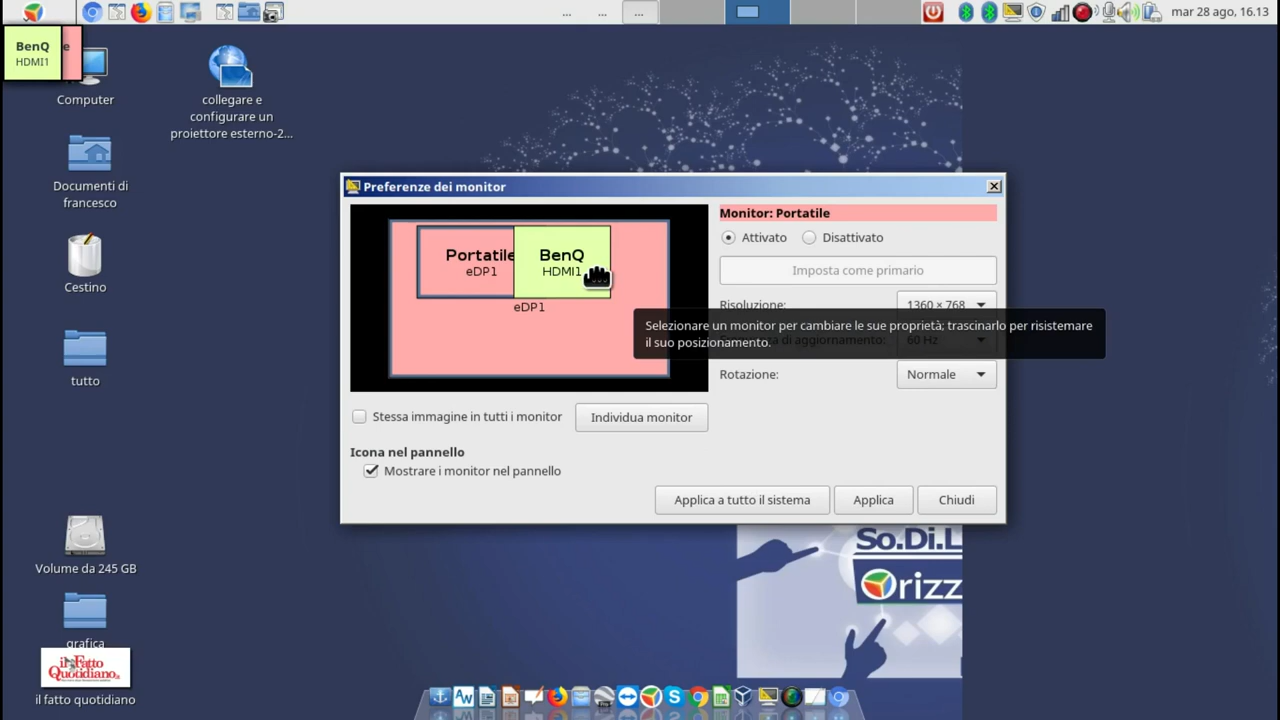 ...
...
...
mar 28 ago, 16.13
BenQ
HDMI1
e
Computer
collegare e
configurare un
proiettore esterno-2...
Documenti di
francesco
Cestino
tutto
Volume da 245 GB
grafica
il Fatto
Quotidiano
il fatto quotidiano
Preferenze dei monitor
Portatile
eDP1
BenQ
HDMI1
eDP1
Monitor: Portatile
Attivato
Disattivato
Imposta come primario
Risoluzione:
1360 × 768
Selezionare un monitor per cambiare le sue proprietà; trascinarlo per risistemare
il suo posizionamento.
di aggiornamento:
60 Hz
Rotazione:
Normale
Stessa immagine in tutti i monitor
Individua monitor
Icona nel pannello
Mostrare i monitor nel pannello
Applica a tutto il sistema
Applica
Chiudi
So.Di.L
Orizz